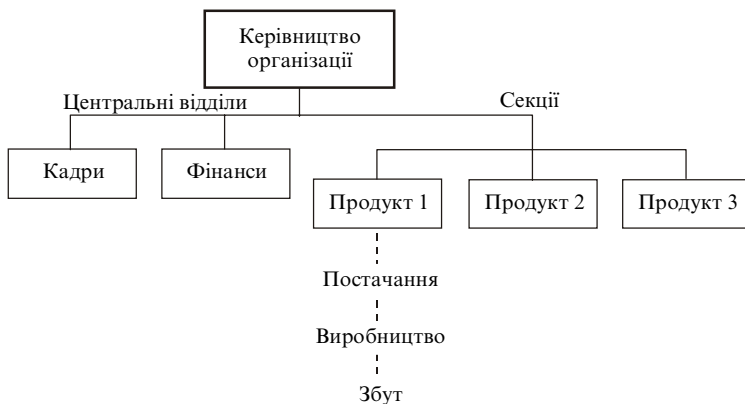 Керівництво
організації
Центральні відділи
Секції
Кадри
Фінанси
Продукт 1
Продукт 2
Продукт 3
Постачання
Виробництво
Збут